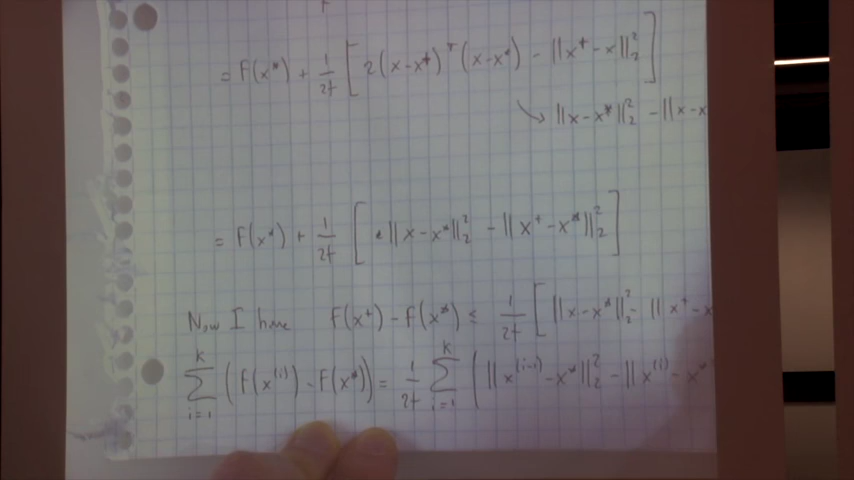 = F(x*) + 1/2t [ 2(x-x⁺)ᵀ(x-x*) - ||x⁺-x||₂² ]
↘ ||x-x*||₂² - ||x-x
= F(x*) + 1/2t [ ||x-x*||₂² - ||x⁺-x*||₂² ]
Now I have F(x⁺) - F(x*) ≤ 1/2t [ ||x-x*||₂² - ||x⁺-x
∑_{i=1}^{K} (F(x⁽ⁱ⁾) - F(x*)) = 1/2t ∑_{i=1}^{K} ( ||x⁽ⁱ⁻¹⁾-x*||₂² - ||x⁽ⁱ⁾-x*